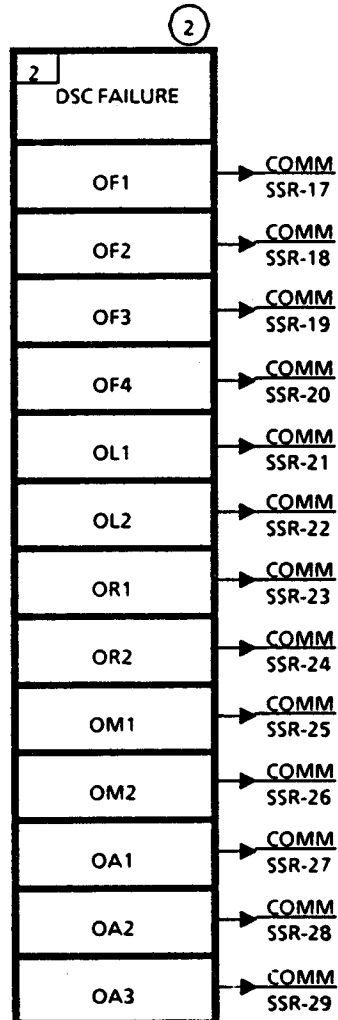 2
2
DSC FAILURE
OF1
COMM
SSR-17
OF2
COMM
SSR-18
OF3
COMM
SSR-19
OF4
COMM
SSR-20
OL1
COMM
SSR-21
OL2
COMM
SSR-22
OR1
COMM
SSR-23
OR2
COMM
SSR-24
OM1
COMM
SSR-25
OM2
COMM
SSR-26
OA1
COMM
SSR-27
OA2
COMM
SSR-28
OA3
COMM
SSR-29